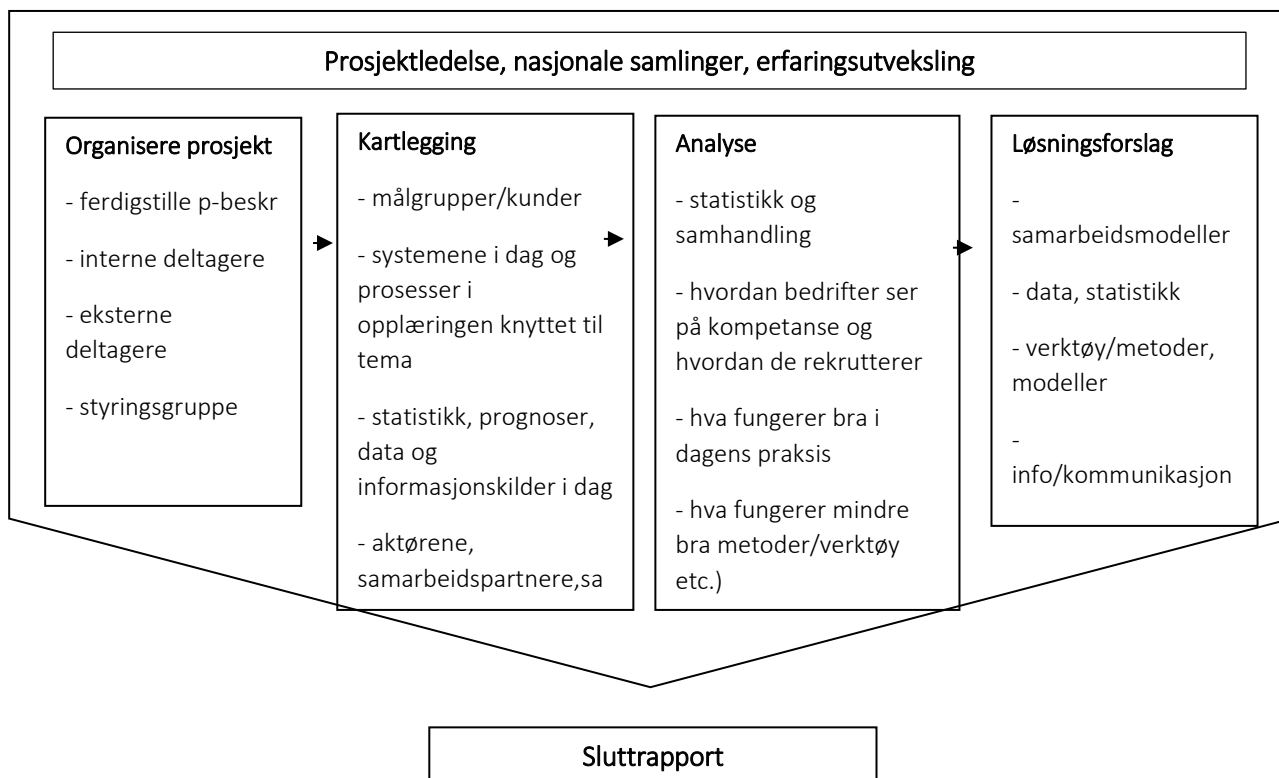 Prosjektledelse, nasjonale samlinger, erfaringsutveksling
Organisere prosjekt
- ferdigstille p-beskr
- interne deltagere
- eksterne
deltagere
- styringsgruppe
Kartlegging
- målgrupper/kunder
- systemene i dag og
prosesser i
opplæringen knyttet til
tema
- statistikk, prognoser,
data og
informasjonskilder i dag
- aktørene,
samarbeidspartnere,sa
Analyse
- statistikk og
samhandling
- hvordan bedrifter ser
på kompetanse og
hvordan de rekrutterer
- hva fungerer bra i
dagens praksis
- hva fungerer mindre
bra metoder/verktøy
etc.)
Løsningsforslag
-
samarbeidsmodeller
- data, statistikk
- verktøy/metoder,
modeller
-
info/kommunikasjon
Sluttrapport